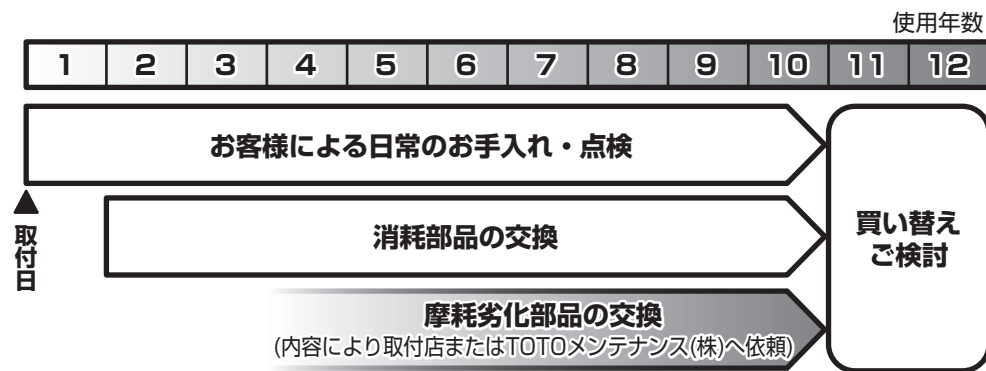 使用年数
1 2 3 4 5 6 7 8 9 10 11 12
お客様による日常のお手入れ・点検
取付日
消耗部品の交換
買い替え
ご検討
摩耗劣化部品の交換
(内容により取付店またはTOTOメンテナンス(株)へ依頼)